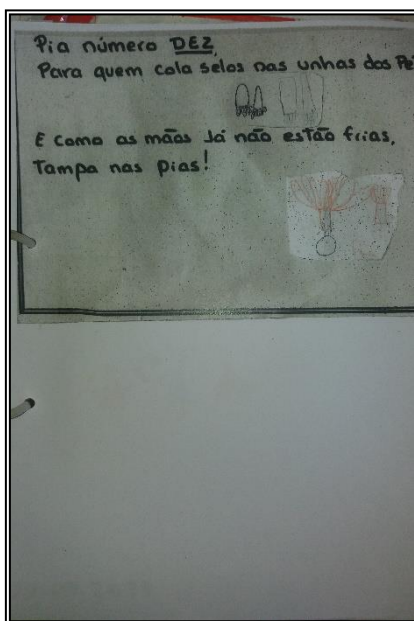 Pia número DEZ,
Para quem cola selos nas unhas dos
E como as mãos já não estão frias,
Tampa nas pias!